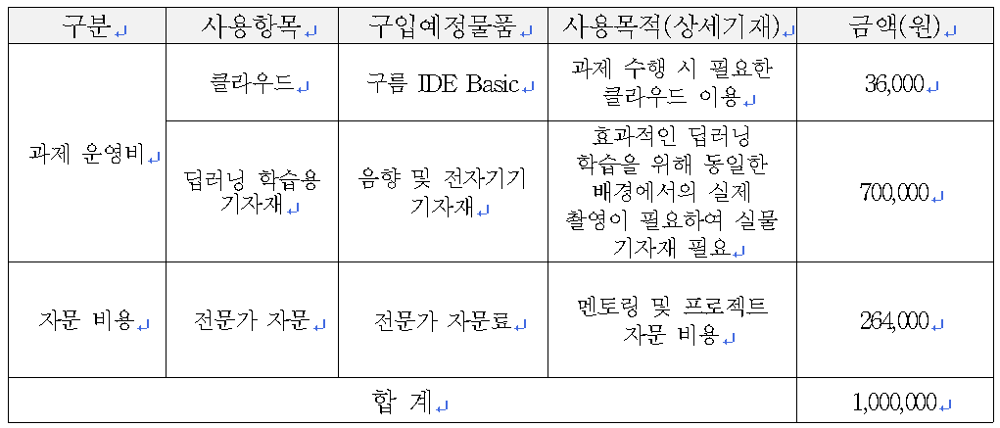 구분 사용항목 구입예정물품 사용목적(상세기재) 금액(원)
과제 운영비
클라우드
구름 IDE Basic
과제 수행 시 필요한
클라우드 이용
36,000
딥러닝 학습용
기자재
음향 및 전자기기
기자재
효과적인 딥러닝
학습을 위해 동일한
배경에서의 실제
촬영이 필요하여 실물
기자재 필요
700,000
자문 비용
전문가 자문
전문가 자문료
멘토링 및 프로젝트
자문 비용
264,000
합 계
1,000,000